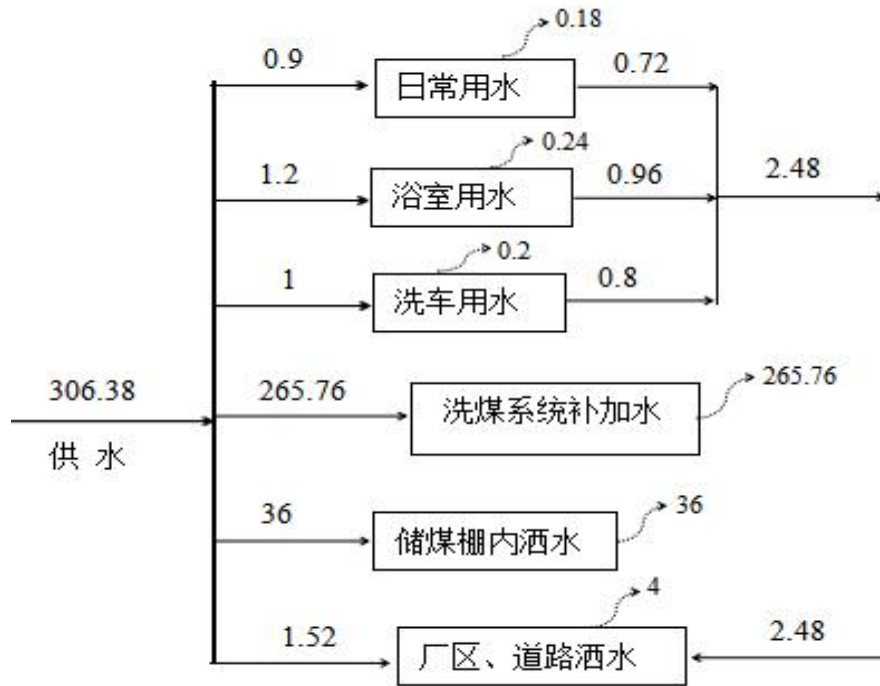 0.18
0.9
日常用水
0.72
0.24
1.2
浴室用水
0.96
2.48
0.2
1
洗车用水
0.8
306.38
供 水
265.76
洗煤系统补加水
265.76
36
储煤棚内洒水
36
4
1.52
厂区、道路洒水
2.48